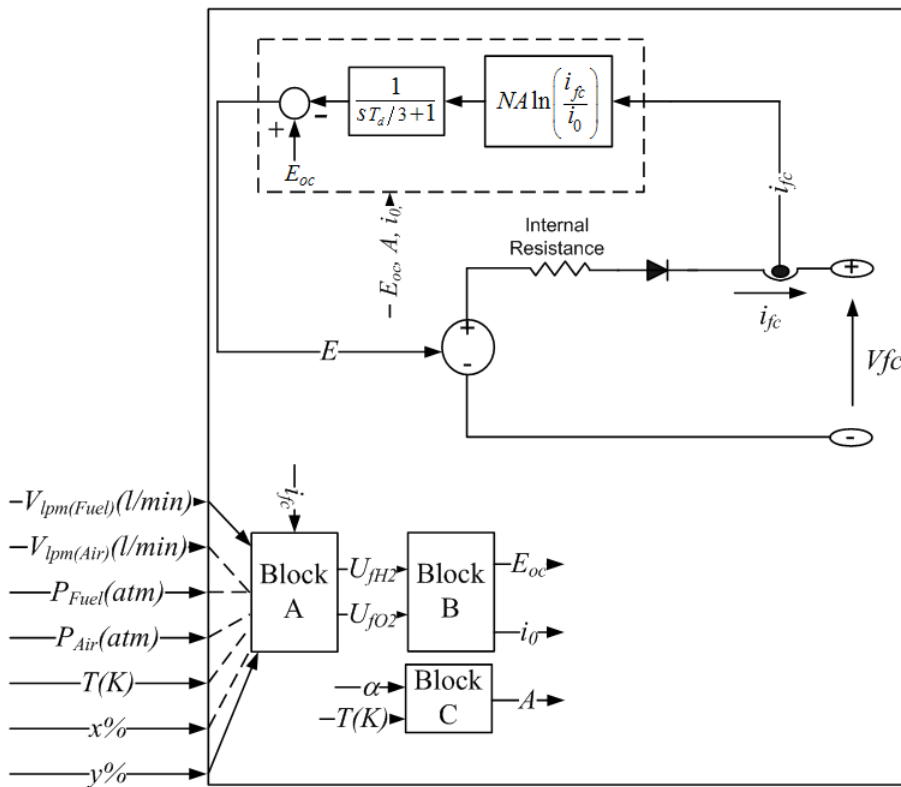 1
sT_d/3+1
NA ln(i_fc/i_0)
+
-
E_oc
i_fc
– E_oc, A, i_0,
Internal
Resistance
+
i_fc
E
+
-
Vfc
-
i_fc
–V_lpm(Fuel)(l/min)
–V_lpm(Air)(l/min)
P_Fuel(atm)
P_Air(atm)
T(K)
x%
y%
Block
A
U_fH2
U_fO2
Block
B
E_oc
i_0
α
–T(K)
Block
C
A